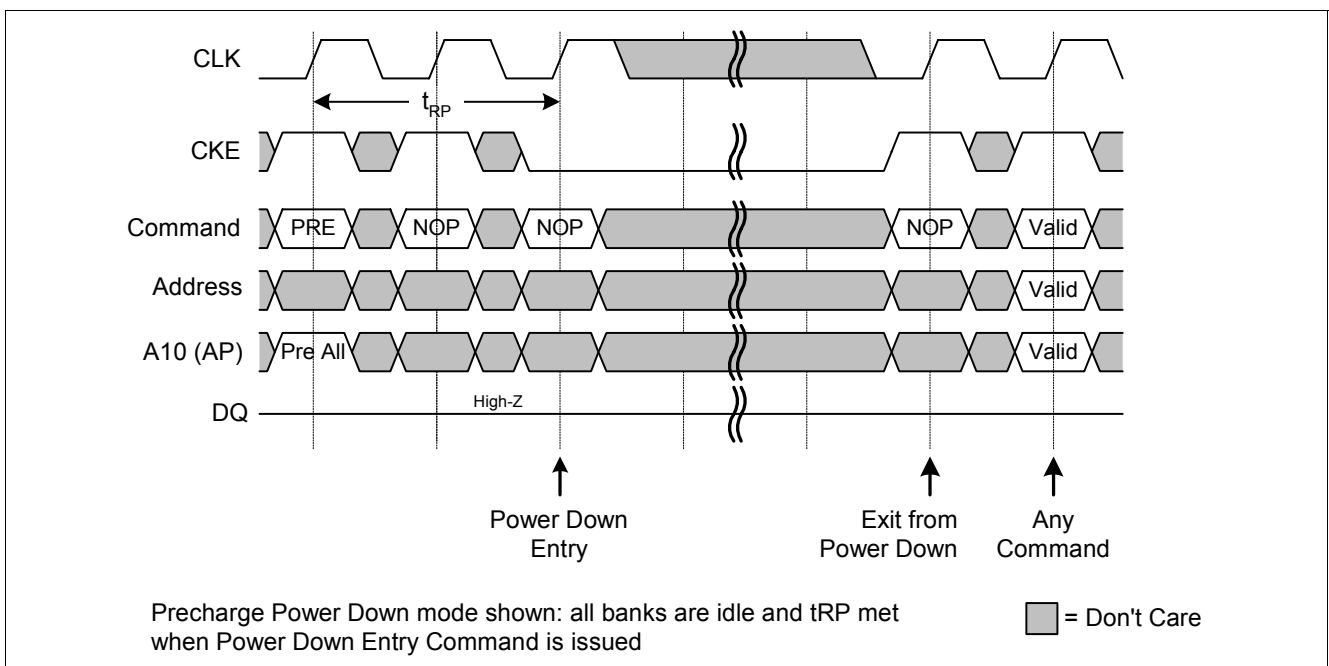 CLK
t_RP
CKE
Command PRE NOP NOP NOP Valid
Address Valid
A10 (AP) Pre All Valid
DQ High-Z
Power Down
Entry
Exit from
Power Down
Any
Command
Precharge Power Down mode shown: all banks are idle and tRP met
when Power Down Entry Command is issued
= Don't Care